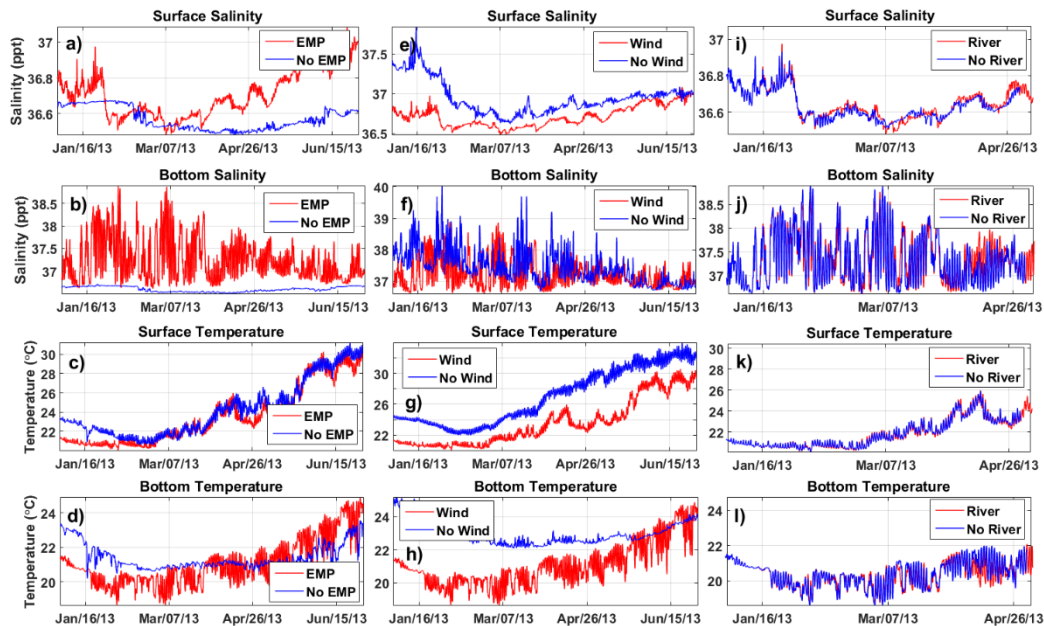 Surface Salinity
a)
Salinity (ppt)
37
36.8
36.6
EMP
No EMP
Jan/16/13 Mar/07/13 Apr/26/13 Jun/15/13
Surface Salinity
e)
37.5
37
36.5
Wind
No Wind
Jan/16/13 Mar/07/13 Apr/26/13 Jun/15/13
Surface Salinity
i)
37
36.8
36.6
River
No River
Jan/16/13 Mar/07/13 Apr/26/13
Bottom Salinity
b)
Salinity (ppt)
38.5
38
37.5
37
EMP
No EMP
Jan/16/13 Mar/07/13 Apr/26/13 Jun/15/13
Bottom Salinity
f)
40
39
38
37
Wind
No Wind
Jan/16/13 Mar/07/13 Apr/26/13 Jun/15/13
Bottom Salinity
j)
38.5
38
37.5
37
River
No River
Jan/16/13 Mar/07/13 Apr/26/13
Surface Temperature
c)
Temperature (°C)
30
28
26
24
22
EMP
No EMP
Jan/16/13 Mar/07/13 Apr/26/13 Jun/15/13
Surface Temperature
g)
30
26
22
Wind
No Wind
Jan/16/13 Mar/07/13 Apr/26/13 Jun/15/13
Surface Temperature
k)
30
28
26
24
22
River
No River
Jan/16/13 Mar/07/13 Apr/26/13
Bottom Temperature
d)
Temperature (°C)
24
22
20
EMP
No EMP
Jan/16/13 Mar/07/13 Apr/26/13 Jun/15/13
Bottom Temperature
h)
24
22
20
Wind
No Wind
Jan/16/13 Mar/07/13 Apr/26/13 Jun/15/13
Bottom Temperature
l)
24
22
20
River
No River
Jan/16/13 Mar/07/13 Apr/26/13